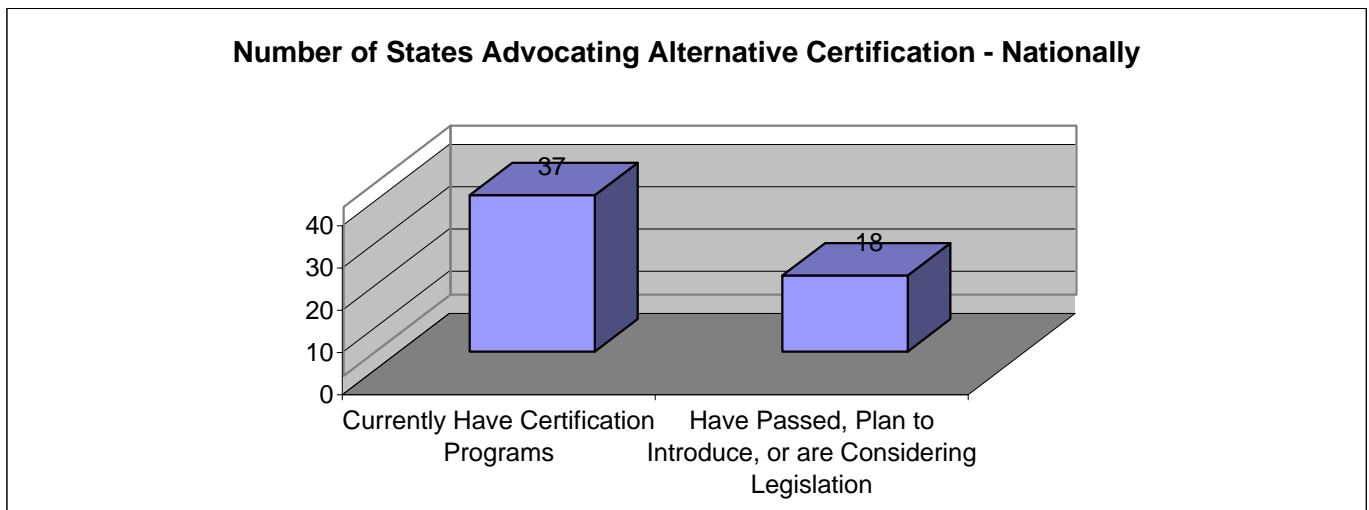 Number of States Advocating Alternative Certification - Nationally
37
18
40
30
20
10
0
Currently Have Certification
Programs
Have Passed, Plan to
Introduce, or are Considering
Legislation